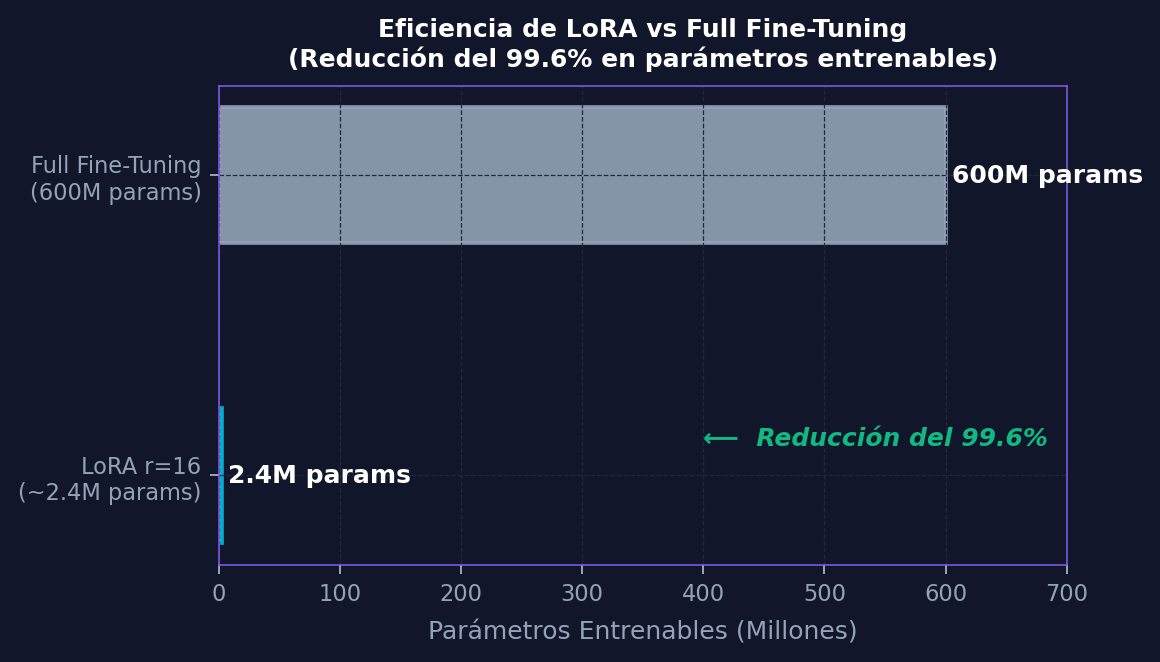 Eficiencia de LoRA vs Full Fine-Tuning
(Reducción del 99.6% en parámetros entrenables)
Full Fine-Tuning
(600M params)
600M params
← Reducción del 99.6%
LoRA r=16
(~2.4M params)
2.4M params
0 100 200 300 400 500 600 700
Parámetros Entrenables (Millones)